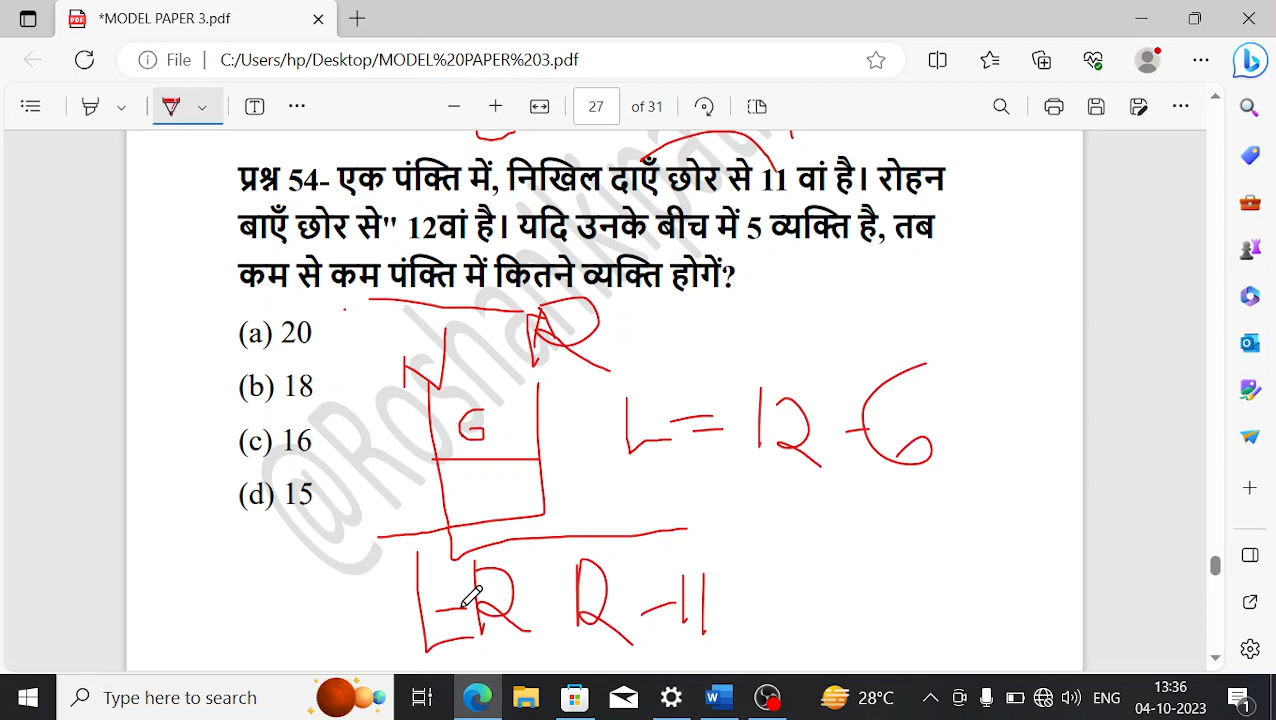 *MODEL PAPER 3.pdf
File C:/Users/hp/Desktop/MODEL%20PAPER%203.pdf
27 of 31
प्रश्न 54- एक पंक्ति में, निखिल दाएँ छोर से 11 वां है। रोहन
बाएँ छोर से" 12वां है। यदि उनके बीच में 5 व्यक्ति है, तब
कम से कम पंक्ति में कितने व्यक्ति होगें?
(a) 20
(b) 18
(c) 16
(d) 15
R
N
L = 12 - 6
L - R R - 11
@Roshanlkip
Type here to search
28°C
ENG
13:36
04-10-2023
1